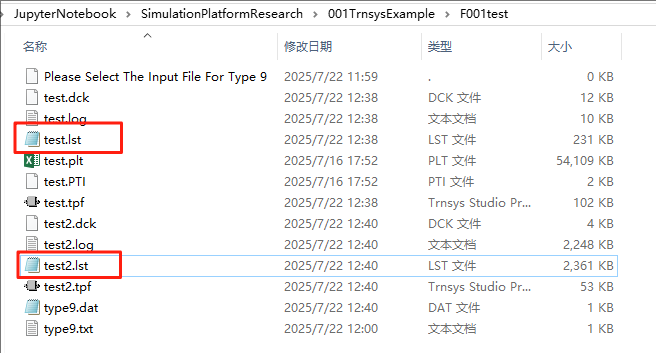 JupyterNotebook > SimulationPlatformResearch > 001TrnsysExample > F001test
名称 修改日期 类型 大小
Please Select The Input File For Type 9 2025/7/22 11:59 . 0 KB
test.dck 2025/7/22 12:38 DCK 文件 12 KB
test.log 2025/7/22 12:38 文本文档 10 KB
test.lst 2025/7/22 12:38 LST 文件 231 KB
test.plt 2025/7/16 17:52 PLT 文件 54,109 KB
test.PTI 2025/7/16 17:52 PTI 文件 2 KB
test.tpf 2025/7/22 12:38 Trnsys Studio Pr... 102 KB
test2.dck 2025/7/22 12:40 DCK 文件 4 KB
test2.log 2025/7/22 12:40 文本文档 2,248 KB
test2.lst 2025/7/22 12:40 LST 文件 2,361 KB
test2.tpf 2025/7/22 12:40 Trnsys Studio Pr... 53 KB
type9.dat 2025/7/22 12:40 DAT 文件 1 KB
type9.txt 2025/7/22 12:00 文本文档 1 KB